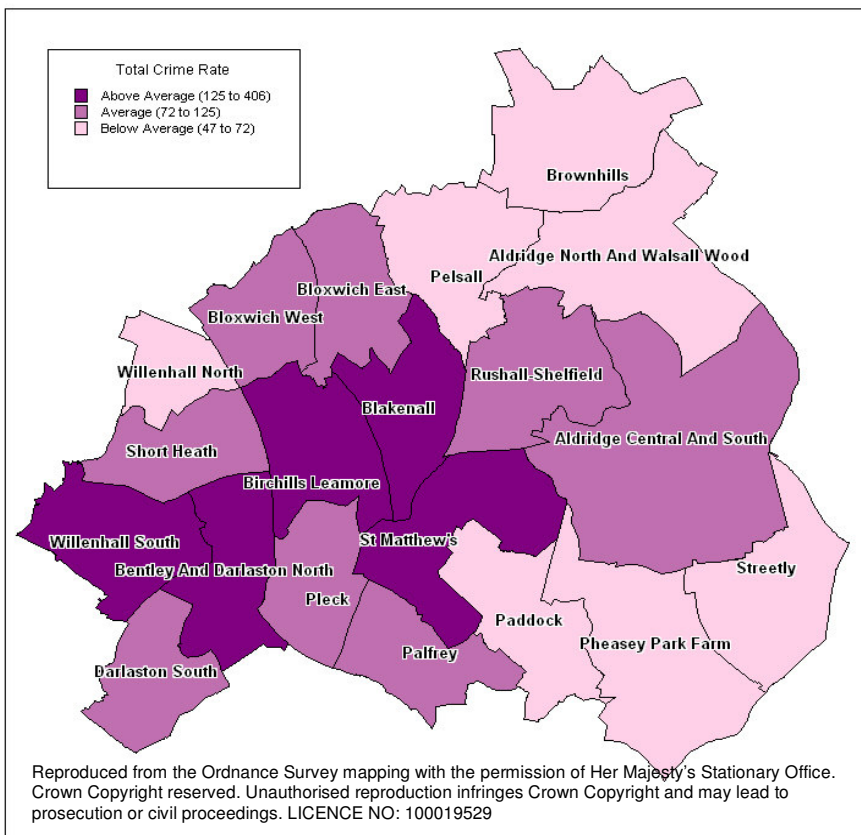 Total Crime Rate
Above Average (125 to 406)
Average (72 to 125)
Below Average (47 to 72)
Brownhills
Aldridge North And Walsall Wood
Pelsall
Bloxwich East
Bloxwich West
Willenhall North
Rushall-Shelfield
Blakenall
Aldridge Central And South
Short Heath
Birchills Leamore
Willenhall South
St Matthew's
Bentley And Darlaston North
Streetly
Pleck
Paddock
Pheasey Park Farm
Palfrey
Darlaston South
Reproduced from the Ordnance Survey mapping with the permission of Her Majesty's Stationary Office.
Crown Copyright reserved. Unauthorised reproduction infringes Crown Copyright and may lead to
prosecution or civil proceedings. LICENCE NO: 100019529